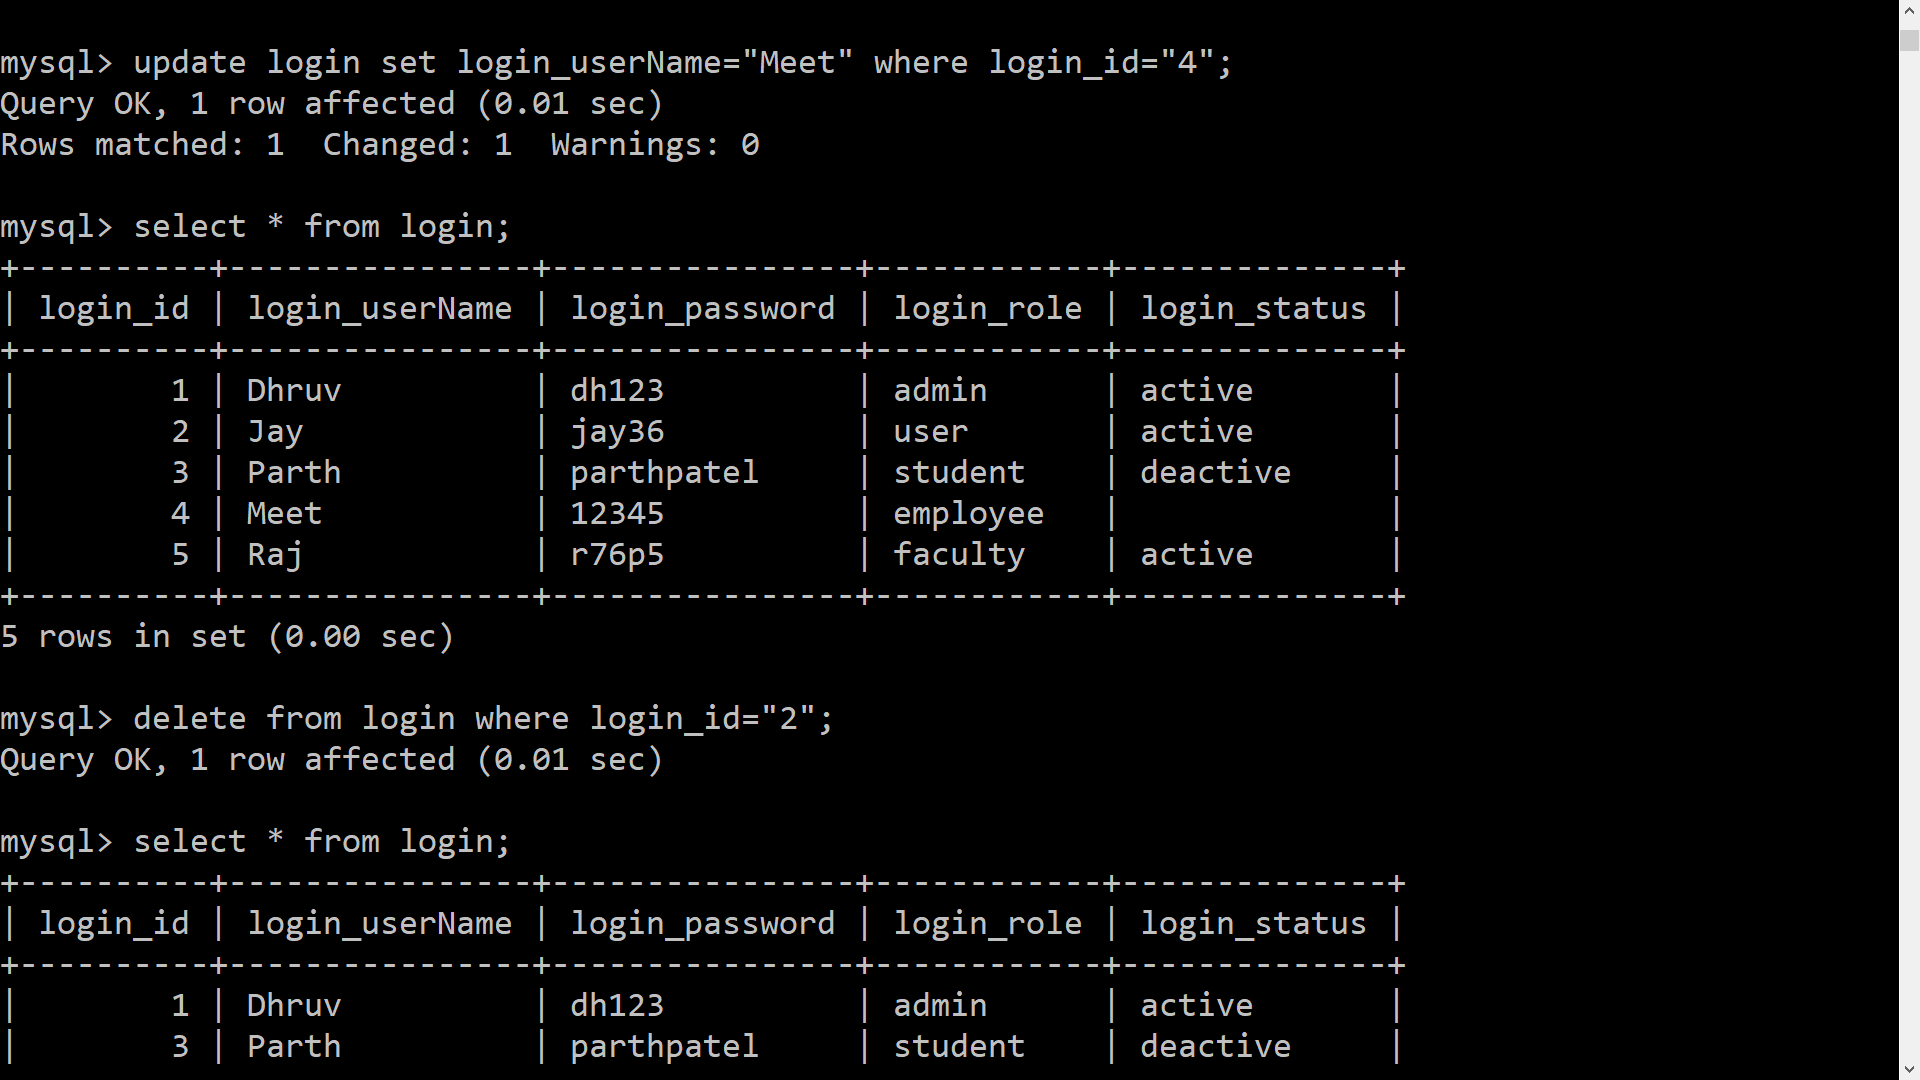 mysql> update login set login_userName="Meet" where login_id="4";
Query OK, 1 row affected (0.01 sec)
Rows matched: 1  Changed: 1  Warnings: 0
mysql> select * from login;
+----------+----------------+----------------+------------+--------------+
| login_id | login_userName | login_password | login_role | login_status |
+----------+----------------+----------------+------------+--------------+
|        1 | Dhruv          | dh123          | admin      | active       |
|        2 | Jay            | jay36          | user       | active       |
|        3 | Parth          | parthpatel     | student    | deactive     |
|        4 | Meet           | 12345          | employee   |              |
|        5 | Raj            | r76p5          | faculty    | active       |
+----------+----------------+----------------+------------+--------------+
5 rows in set (0.00 sec)
mysql> delete from login where login_id="2";
Query OK, 1 row affected (0.01 sec)
mysql> select * from login;
+----------+----------------+----------------+------------+--------------+
| login_id | login_userName | login_password | login_role | login_status |
+----------+----------------+----------------+------------+--------------+
|        1 | Dhruv          | dh123          | admin      | active       |
|        3 | Parth          | parthpatel     | student    | deactive     |